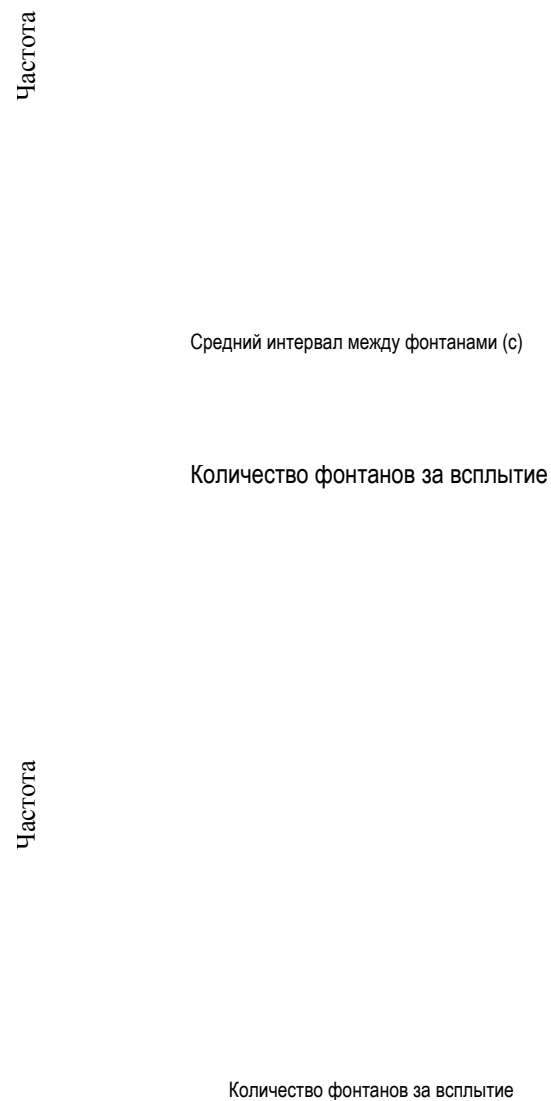 Частота
Средний интервал между фонтанами (с)
Количество фонтанов за всплытие
Частота
Количество фонтанов за всплытие